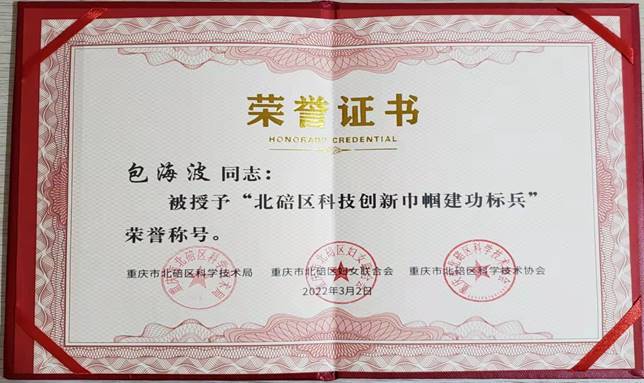 荣誉证书
HONORARY CREDENTIAL
包海波同志：
被授予“北碚区科技创新巾帼建功标兵”
荣誉称号。
重庆市北碚区科学技术局 重庆市北碚区妇女联合会 重庆市北碚区科学技术协会
2022年3月2日